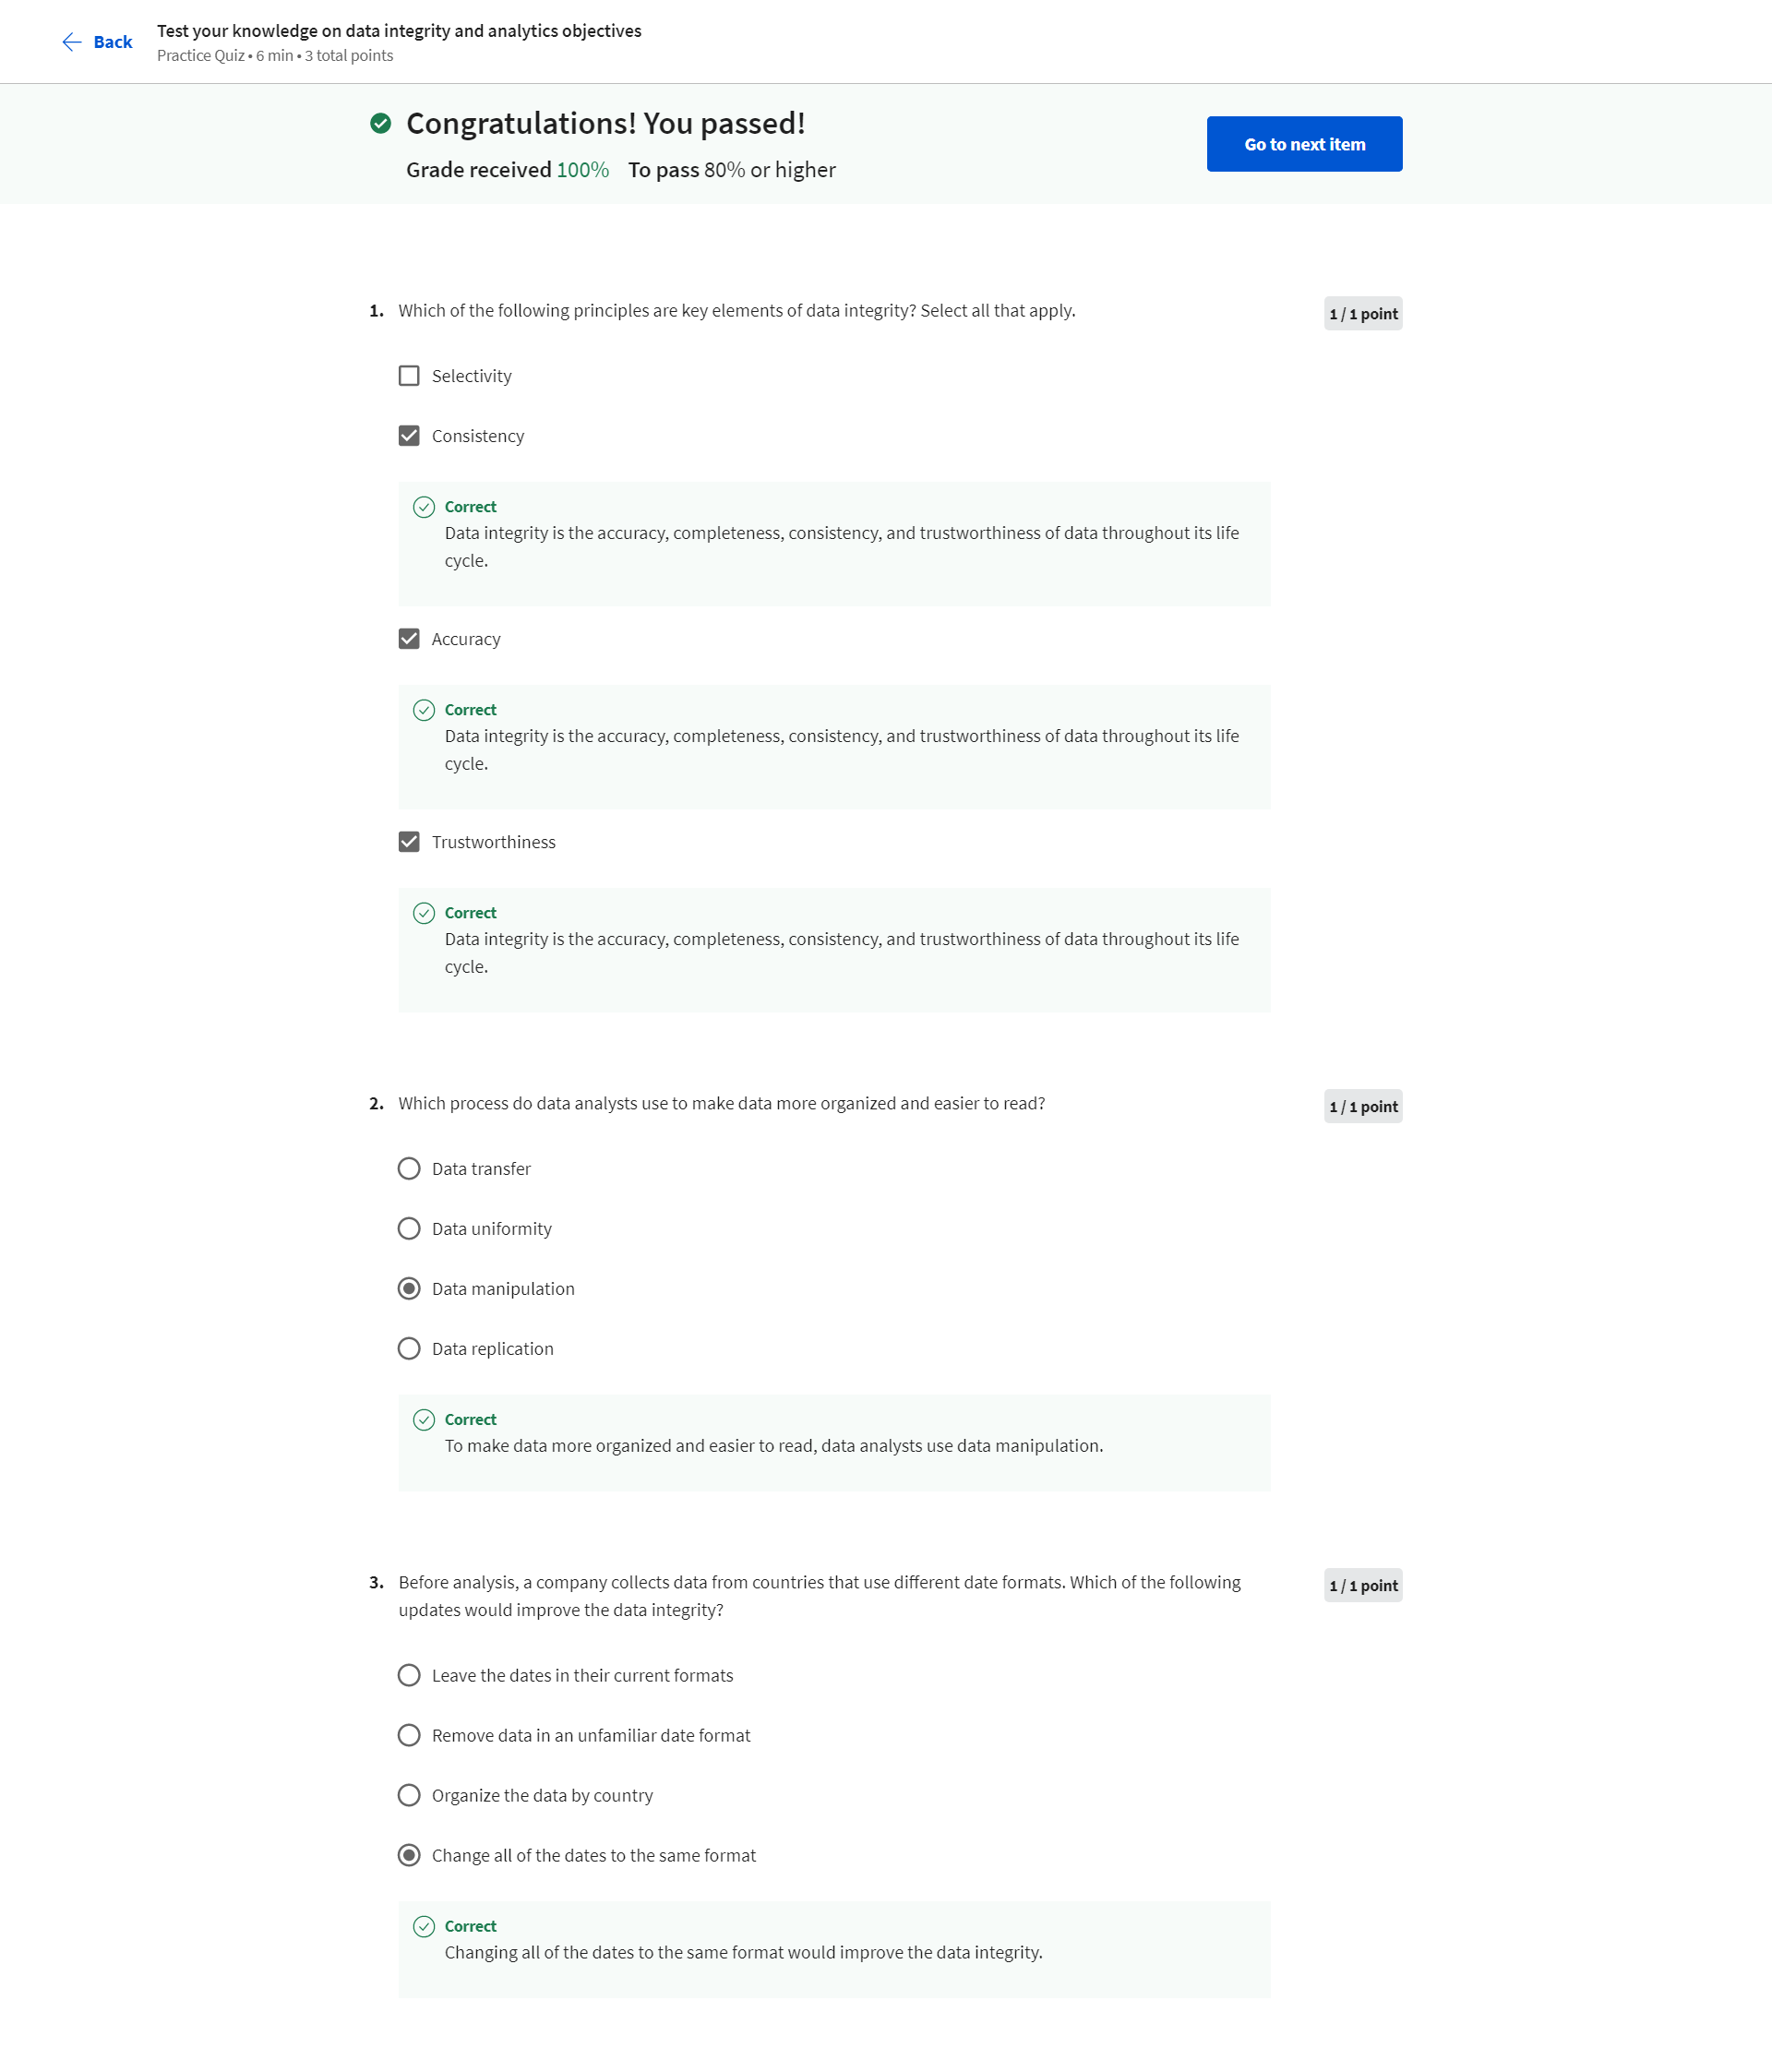 Back
Test your knowledge on data integrity and analytics objectives
Practice Quiz • 6 min • 3 total points
Congratulations! You passed!
Grade received 100% To pass 80% or higher
Go to next item
1. Which of the following principles are key elements of data integrity? Select all that apply.
1 / 1 point
Selectivity
Consistency
Correct
Data integrity is the accuracy, completeness, consistency, and trustworthiness of data throughout its life
cycle.
Accuracy
Correct
Data integrity is the accuracy, completeness, consistency, and trustworthiness of data throughout its life
cycle.
Trustworthiness
Correct
Data integrity is the accuracy, completeness, consistency, and trustworthiness of data throughout its life
cycle.
2. Which process do data analysts use to make data more organized and easier to read?
1 / 1 point
Data transfer
Data uniformity
Data manipulation
Data replication
Correct
To make data more organized and easier to read, data analysts use data manipulation.
3. Before analysis, a company collects data from countries that use different date formats. Which of the following
updates would improve the data integrity?
1 / 1 point
Leave the dates in their current formats
Remove data in an unfamiliar date format
Organize the data by country
Change all of the dates to the same format
Correct
Changing all of the dates to the same format would improve the data integrity.